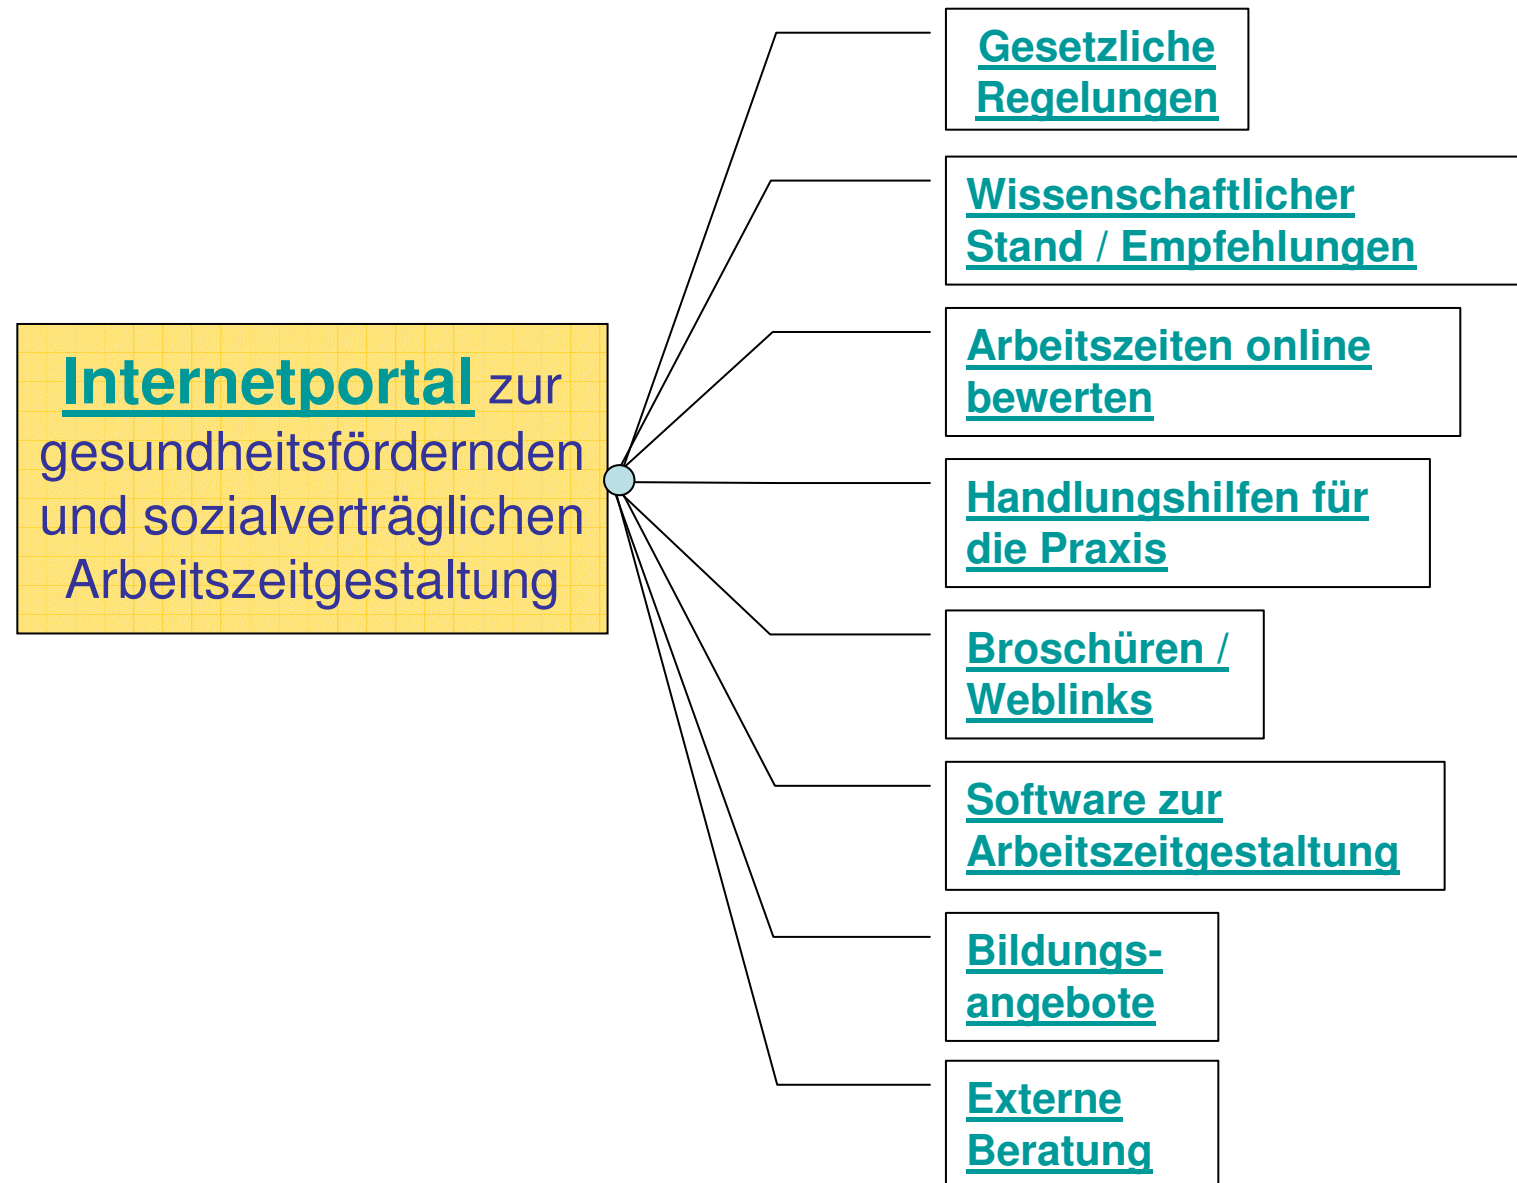 Internetportal zur
gesundheitsfördernden
und sozialverträglichen
Arbeitszeitgestaltung
Gesetzliche
Regelungen
Wissenschaftlicher
Stand / Empfehlungen
Arbeitszeiten online
bewerten
Handlungshilfen für
die Praxis
Broschüren /
Weblinks
Software zur
Arbeitszeitgestaltung
Bildungs-
angebote
Externe
Beratung